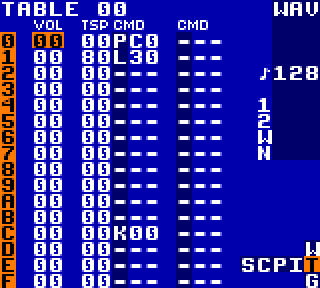 TABLE 00 WAV
VOL TSP CMD CMD
0 00 00 PC0 ---
1 00 80 L30 ---
2 00 00 --- --- ♪128
3 00 00 --- ---
4 00 00 --- --- 1
5 00 00 --- --- 2
6 00 00 --- --- W
7 00 00 --- --- N
8 00 00 --- ---
9 00 00 --- ---
A 00 00 --- ---
B 00 00 --- ---
C 00 00 K00 ---
D 00 00 --- --- W
E 00 00 --- --- SCPIT
F 00 00 --- --- G